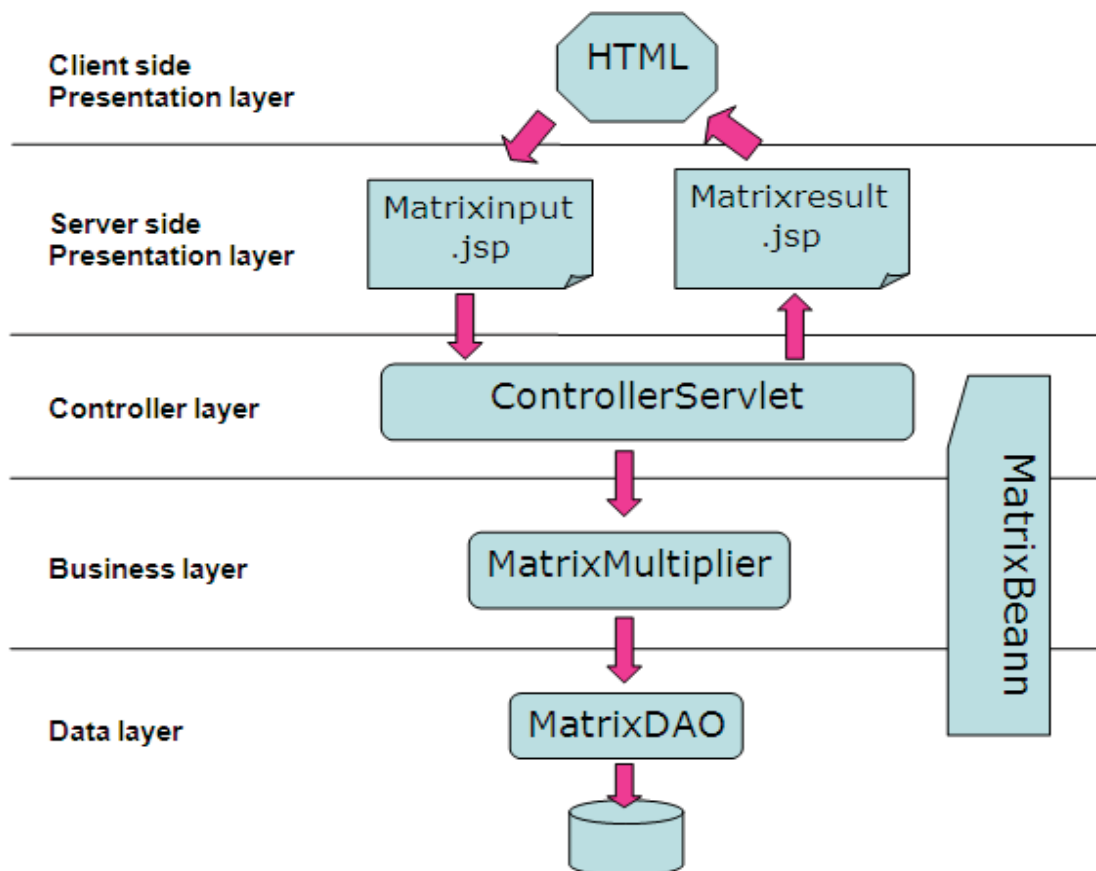 Client side
Presentation layer
HTML
Server side
Presentation layer
Matrixinput
.jsp
Matrixresult
.jsp
Controller layer
ControllerServlet
Business layer
MatrixMultiplier
MatrixBeann
Data layer
MatrixDAO